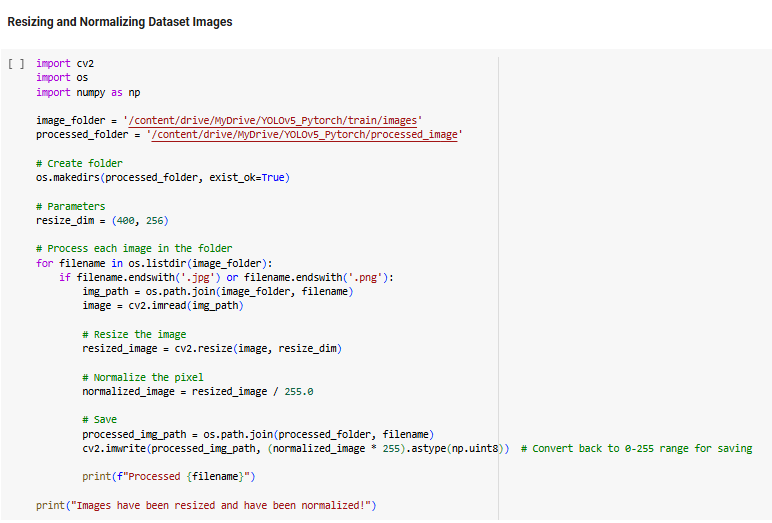 Resizing and Normalizing Dataset Images
[ ] import cv2
import os
import numpy as np
image_folder = '/content/drive/MyDrive/YOLOv5_Pytorch/train/images'
processed_folder = '/content/drive/MyDrive/YOLOv5_Pytorch/processed_image'
# Create folder
os.makedirs(processed_folder, exist_ok=True)
# Parameters
resize_dim = (400, 256)
# Process each image in the folder
for filename in os.listdir(image_folder):
    if filename.endswith('.jpg') or filename.endswith('.png'):
        img_path = os.path.join(image_folder, filename)
        image = cv2.imread(img_path)
        # Resize the image
        resized_image = cv2.resize(image, resize_dim)
        # Normalize the pixel
        normalized_image = resized_image / 255.0
        # Save
        processed_img_path = os.path.join(processed_folder, filename)
        cv2.imwrite(processed_img_path, (normalized_image * 255).astype(np.uint8))  # Convert back to 0-255 range for saving
        print(f"Processed {filename}")
print("Images have been resized and have been normalized!")